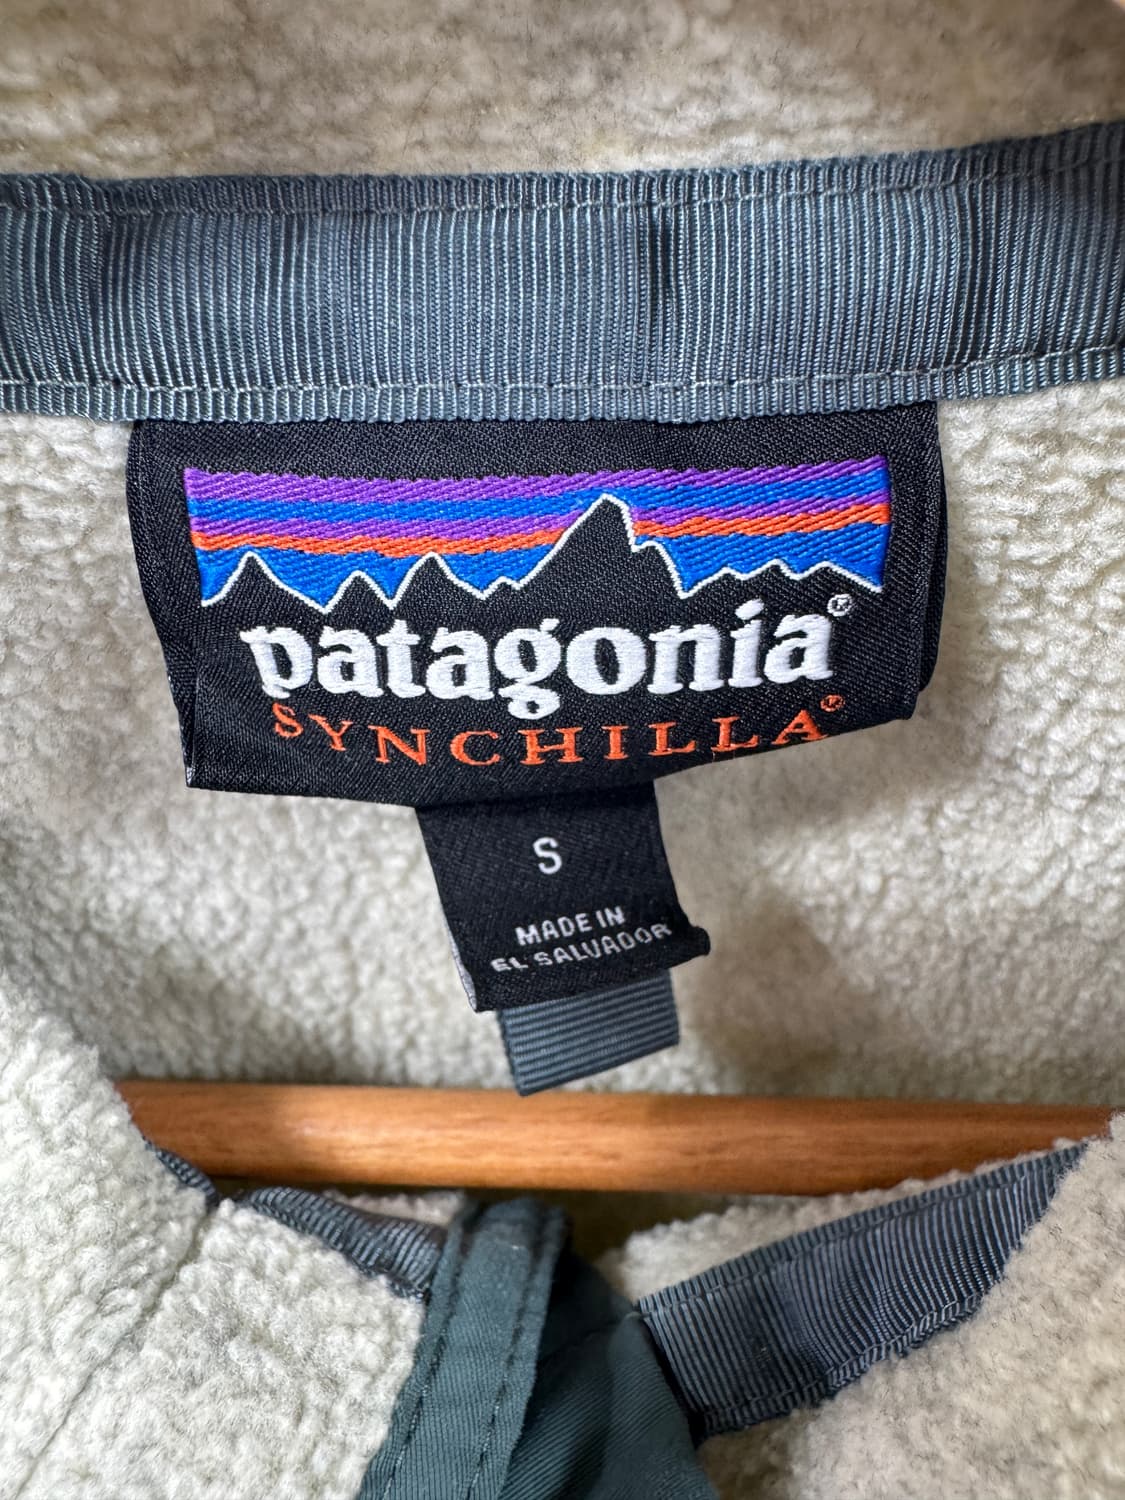 patagonia®
SYNCHILLA®
S
MADE IN
EL SALVADOR